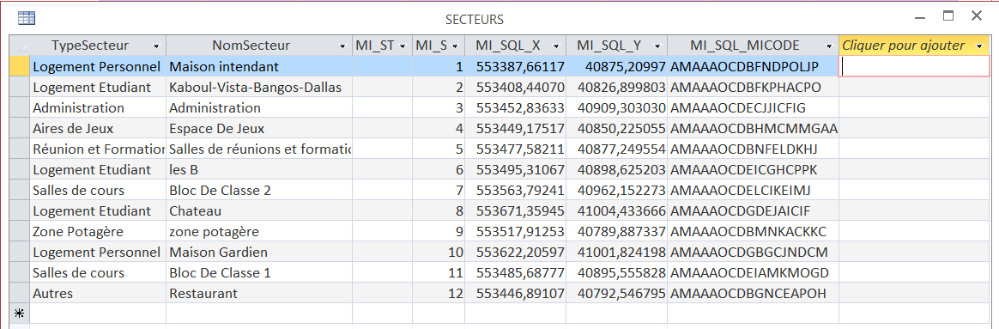 SECTEURS
TypeSecteur NomSecteur MI_ST MI_S MI_SQL_X MI_SQL_Y MI_SQL_MICODE Cliquer pour ajouter
Logement Personnel Maison intendant 1 553387,66117 40875,20997 AMAAAOCDBFNDPOLJP
Logement Etudiant Kaboul-Vista-Bangos-Dallas 2 553408,44070 40826,899803 AMAAAOCDBFKPHACPO
Administration Administration 3 553452,83633 40909,303030 AMAAAOCDECJJICFIG
Aires de Jeux Espace De Jeux 4 553449,17517 40850,225055 AMAAAOCDBHMCMMGAA
Réunion et Formation Salles de réunions et formatic 5 553477,58211 40877,249554 AMAAAOCDBNFELDKHJ
Logement Etudiant les B 6 553495,31067 40898,625203 AMAAAOCDEICGHCPPK
Salles de cours Bloc De Classe 2 7 553563,79241 40962,152273 AMAAAOCDELCIKEIMJ
Logement Etudiant Chateau 8 553671,35945 41004,433666 AMAAAOCDGDEJAICIF
Zone Potagère zone potagère 9 553517,91253 40789,887337 AMAAAOCDBMNKACKKC
Logement Personnel Maison Gardien 10 553622,20597 41001,824198 AMAAAOCDGBGCJNDCM
Salles de cours Bloc De Classe 1 11 553485,68777 40895,555828 AMAAAOCDEIAMKMOGD
Autres Restaurant 12 553446,89107 40792,546795 AMAAAOCDBGNCEAPOH